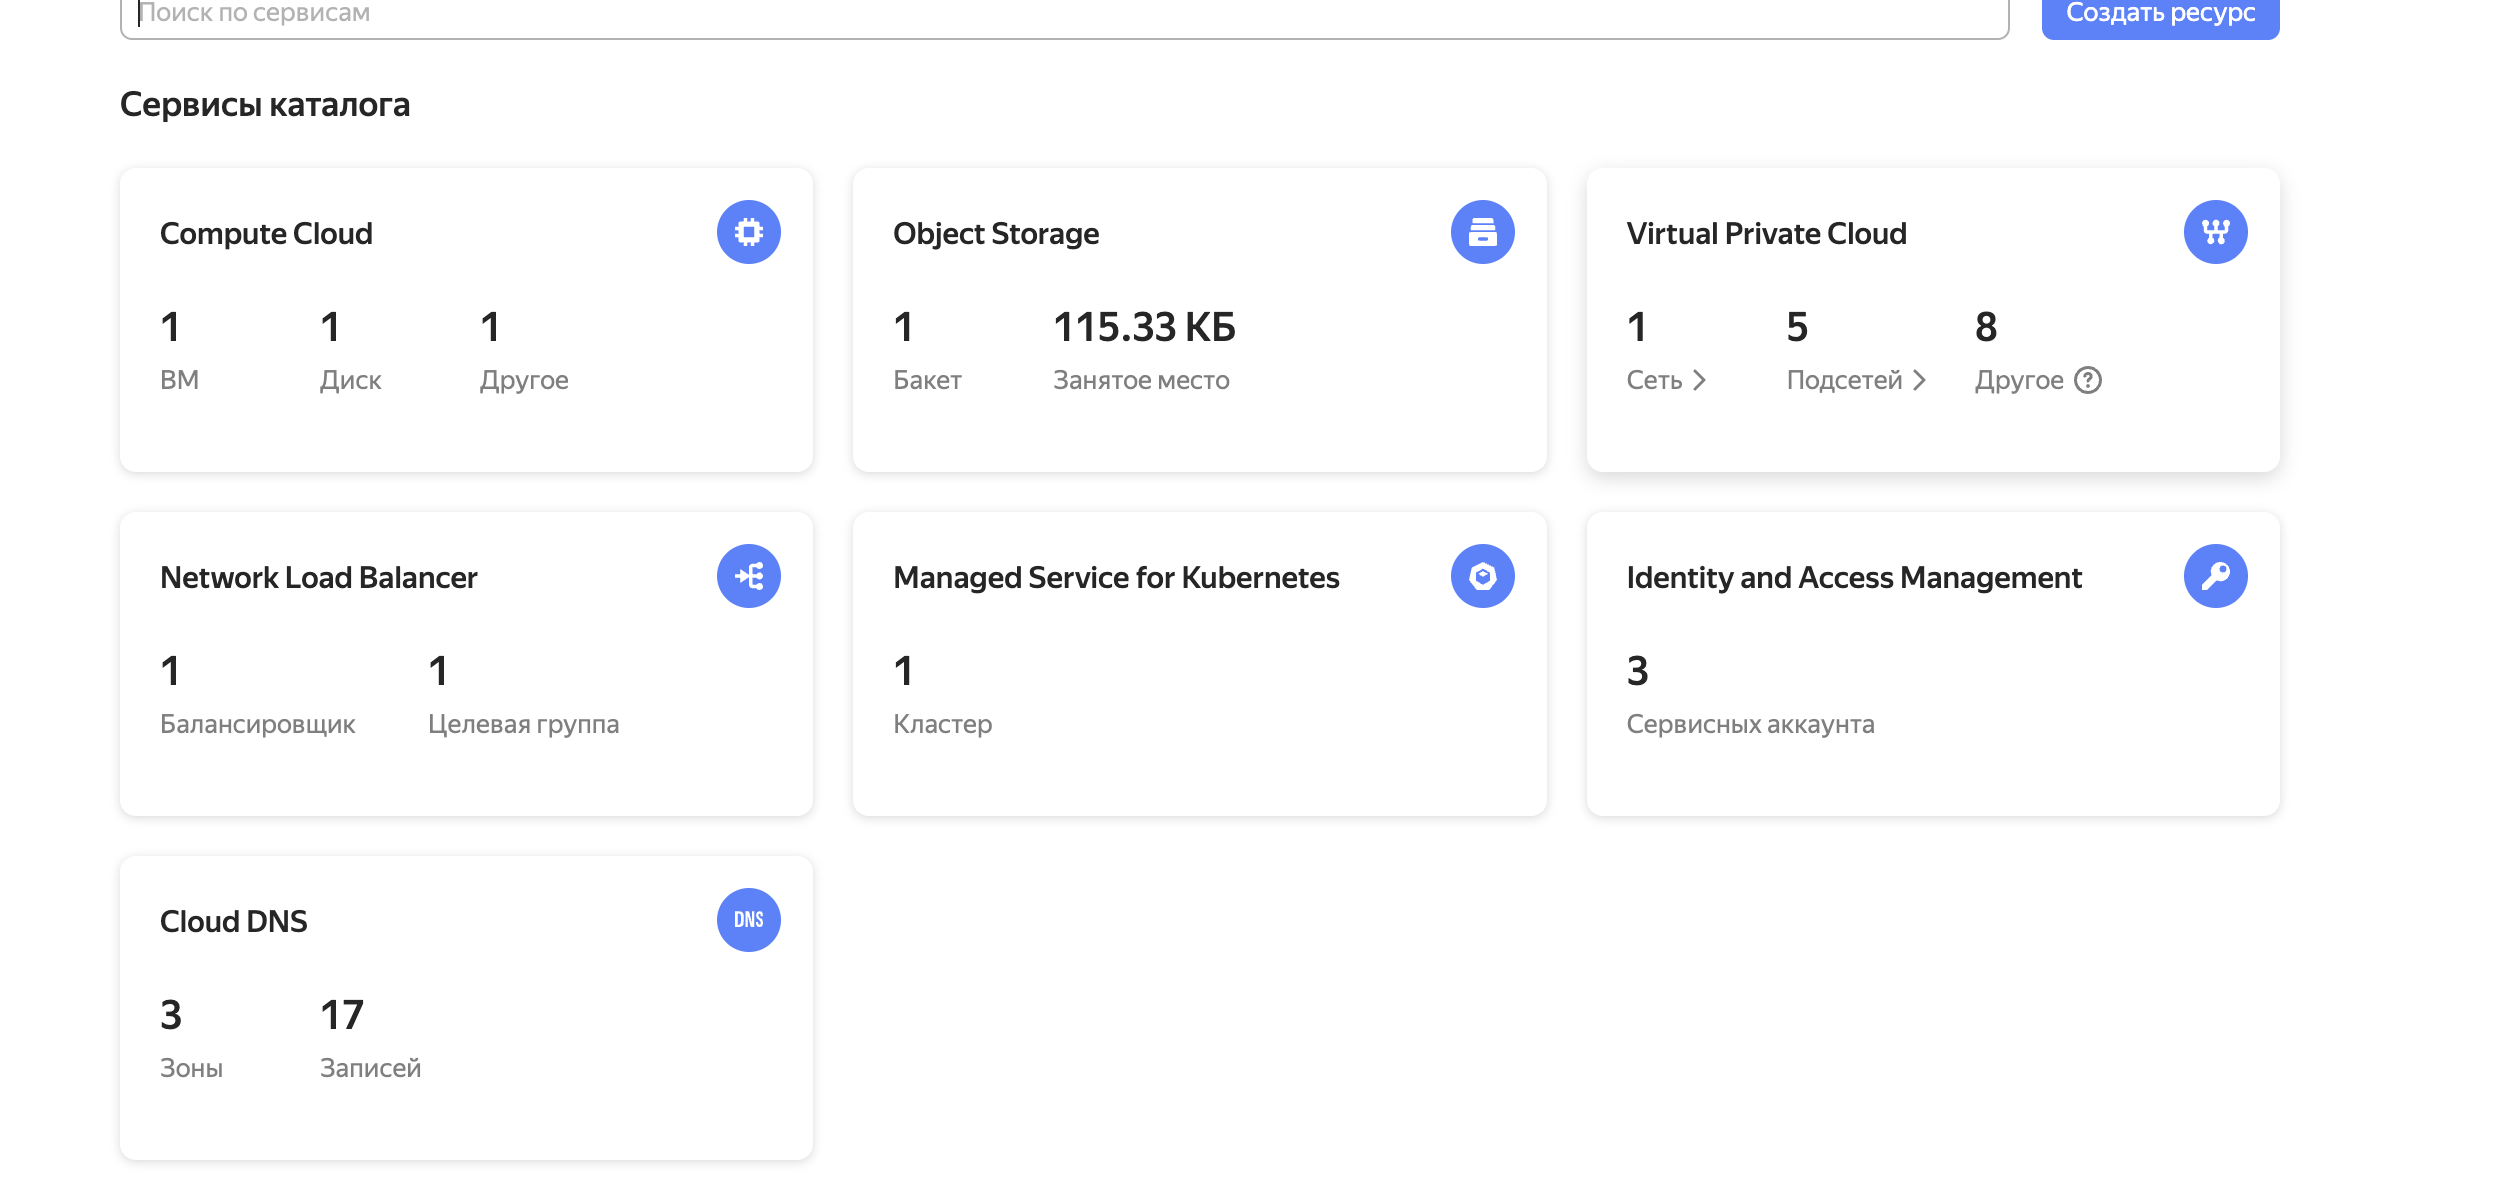 Поиск по сервисам
Создать ресурс
Сервисы каталога
Compute Cloud
1
ВМ
1
Диск
1
Другое
Object Storage
1
Бакет
115.33 КБ
Занятое место
Virtual Private Cloud
1
Сеть
5
Подсетей
8
Другое
Network Load Balancer
1
Балансировщик
1
Целевая группа
Managed Service for Kubernetes
1
Кластер
Identity and Access Management
3
Сервисных аккаунта
Cloud DNS
DNS
3
Зоны
17
Записей